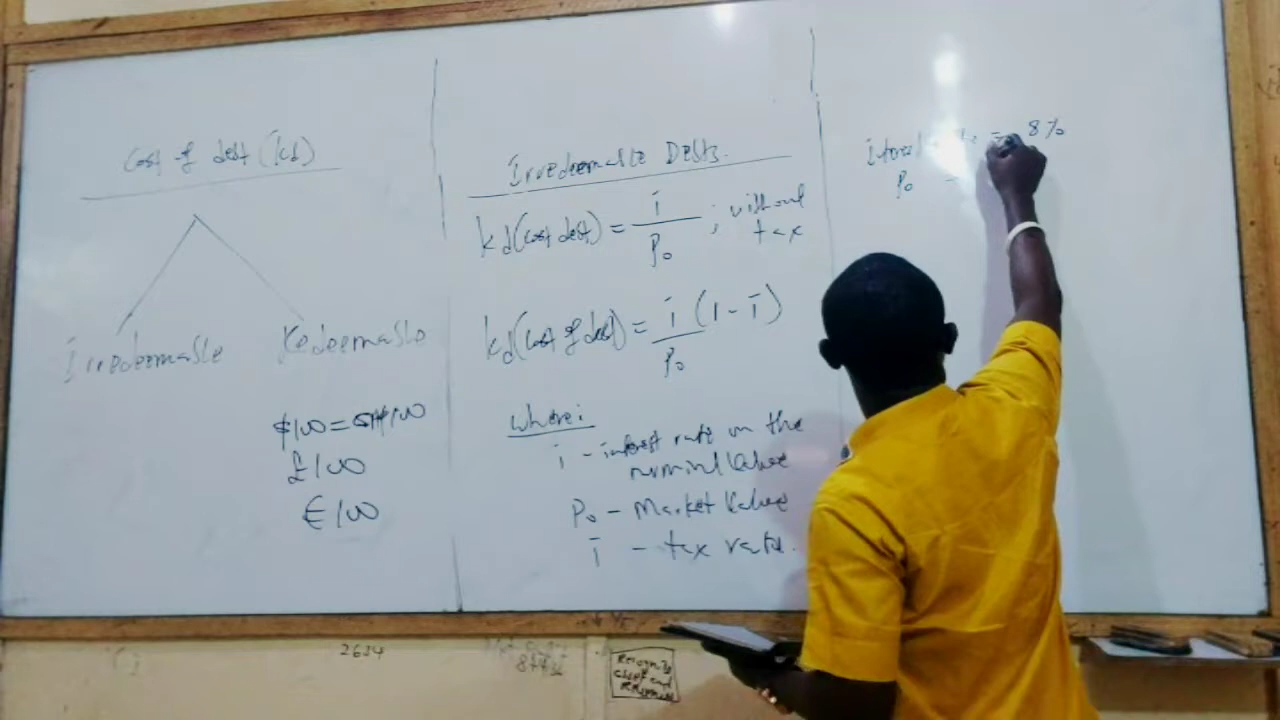 Cost of debt (kd)
Irredeemable Redeemable
$100 = GH¢100
£100
€100
Irredeemable Debts.
kd (cost debt) = i / P₀ ; without tax
kd (cost of debt) = i (1 - T) / P₀
where:
i - interest rate on the
nominal value
P₀ - Market Value
T - tax rate.
= 8%
P₀ -
2624